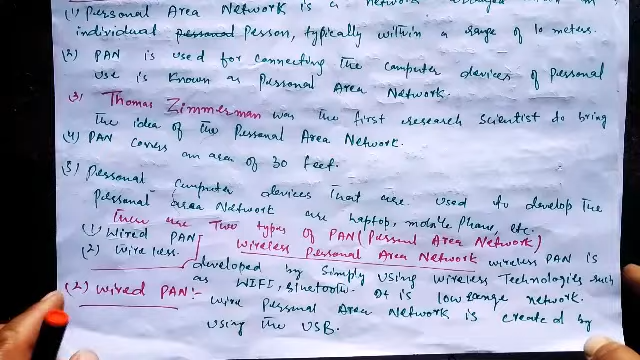 (1) Personal Area Network is a network
individual personal Person, typically within a range of 10 meters.
(2) PAN is used for connecting the computer devices of personal
use is known as Personal Area Network.
(3) Thomas Zimmerman was the first research scientist to bring
the idea of the Personal Area Network.
(4) PAN covers an area of 30 feet.
(5) Personal computer devices that are used to develop the
personal area Network are laptop, mobile phone, etc.
There are Two types of PAN (Personal Area Network)
(1) Wired PAN
(2) Wireless
Wireless Personal Area Network wireless PAN is
developed by simply using wireless Technologies such
as WIFI, Bluetooth. It is low range network.
(2) Wired PAN:-
wire Personal Area Network is created by
using the USB.